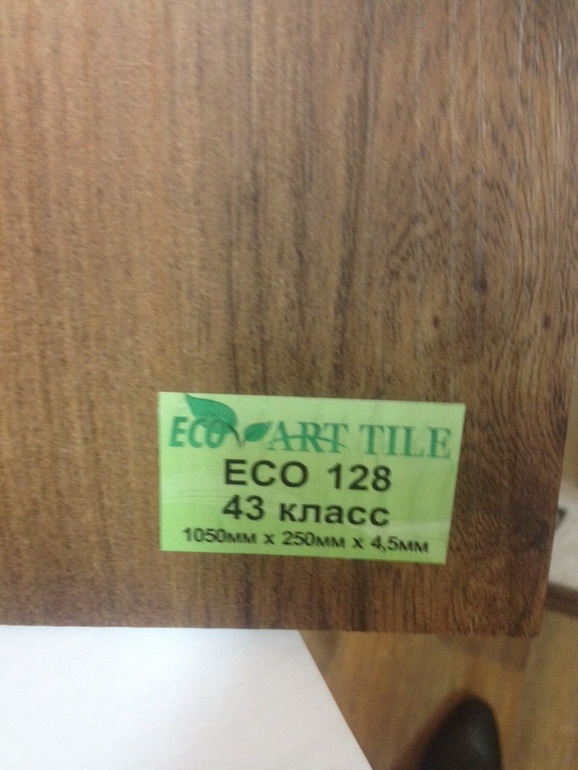 ECO ART TILE
ECO 128
43 класс
1050мм x 250мм x 4,5мм